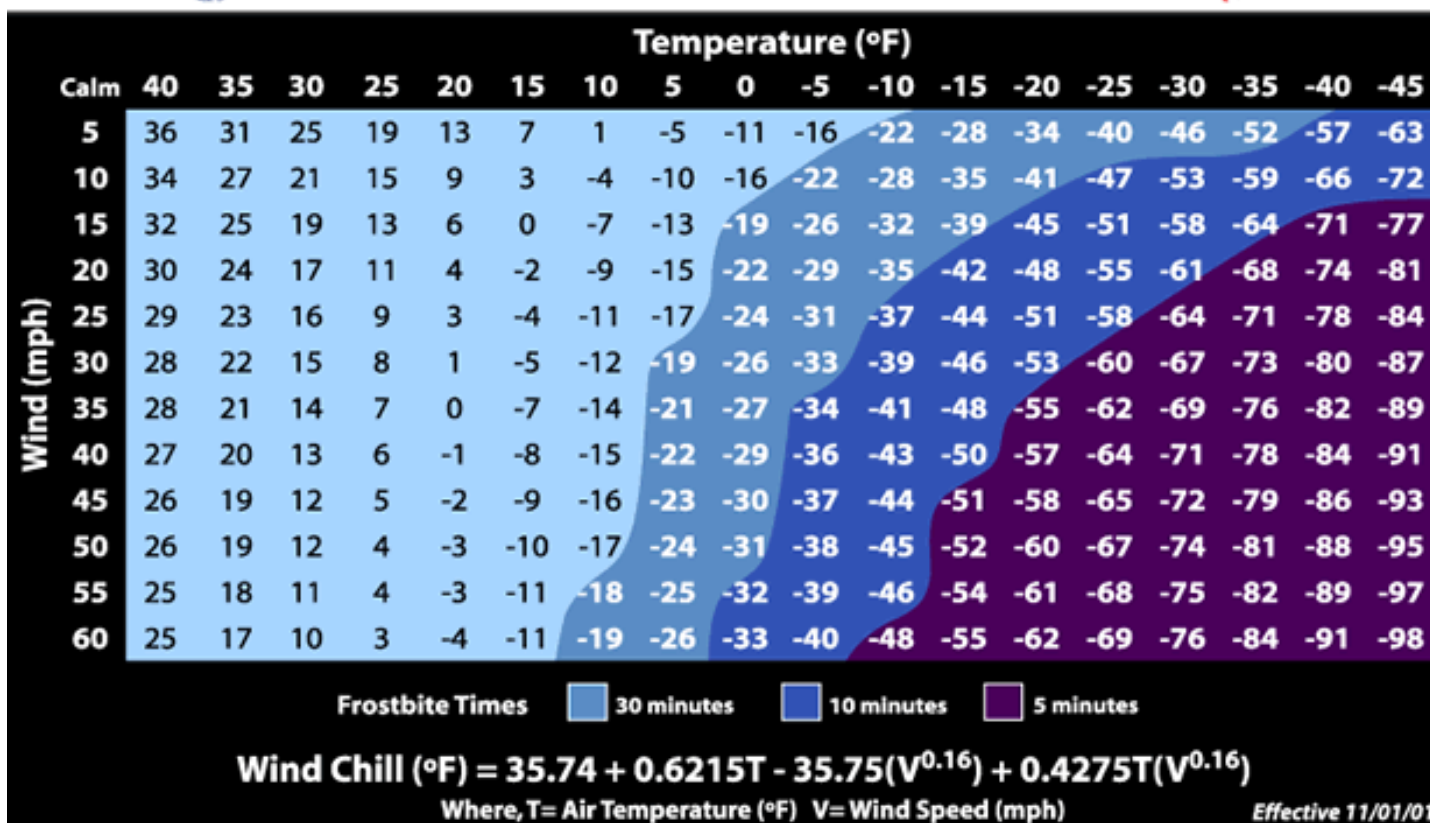 Temperature (ºF)
Calm 40 35 30 25 20 15 10 5 0 -5 -10 -15 -20 -25 -30 -35 -40 -45
Wind (mph)
5 36 31 25 19 13 7 1 -5 -11 -16 -22 -28 -34 -40 -46 -52 -57 -63
10 34 27 21 15 9 3 -4 -10 -16 -22 -28 -35 -41 -47 -53 -59 -66 -72
15 32 25 19 13 6 0 -7 -13 -19 -26 -32 -39 -45 -51 -58 -64 -71 -77
20 30 24 17 11 4 -2 -9 -15 -22 -29 -35 -42 -48 -55 -61 -68 -74 -81
25 29 23 16 9 3 -4 -11 -17 -24 -31 -37 -44 -51 -58 -64 -71 -78 -84
30 28 22 15 8 1 -5 -12 -19 -26 -33 -39 -46 -53 -60 -67 -73 -80 -87
35 28 21 14 7 0 -7 -14 -21 -27 -34 -41 -48 -55 -62 -69 -76 -82 -89
40 27 20 13 6 -1 -8 -15 -22 -29 -36 -43 -50 -57 -64 -71 -78 -84 -91
45 26 19 12 5 -2 -9 -16 -23 -30 -37 -44 -51 -58 -65 -72 -79 -86 -93
50 26 19 12 4 -3 -10 -17 -24 -31 -38 -45 -52 -60 -67 -74 -81 -88 -95
55 25 18 11 4 -3 -11 -18 -25 -32 -39 -46 -54 -61 -68 -75 -82 -89 -97
60 25 17 10 3 -4 -11 -19 -26 -33 -40 -48 -55 -62 -69 -76 -84 -91 -98
Frostbite Times 30 minutes 10 minutes 5 minutes
Wind Chill (ºF) = 35.74 + 0.6215T - 35.75(V^0.16) + 0.4275T(V^0.16)
Where, T= Air Temperature (ºF) V= Wind Speed (mph)
Effective 11/01/01